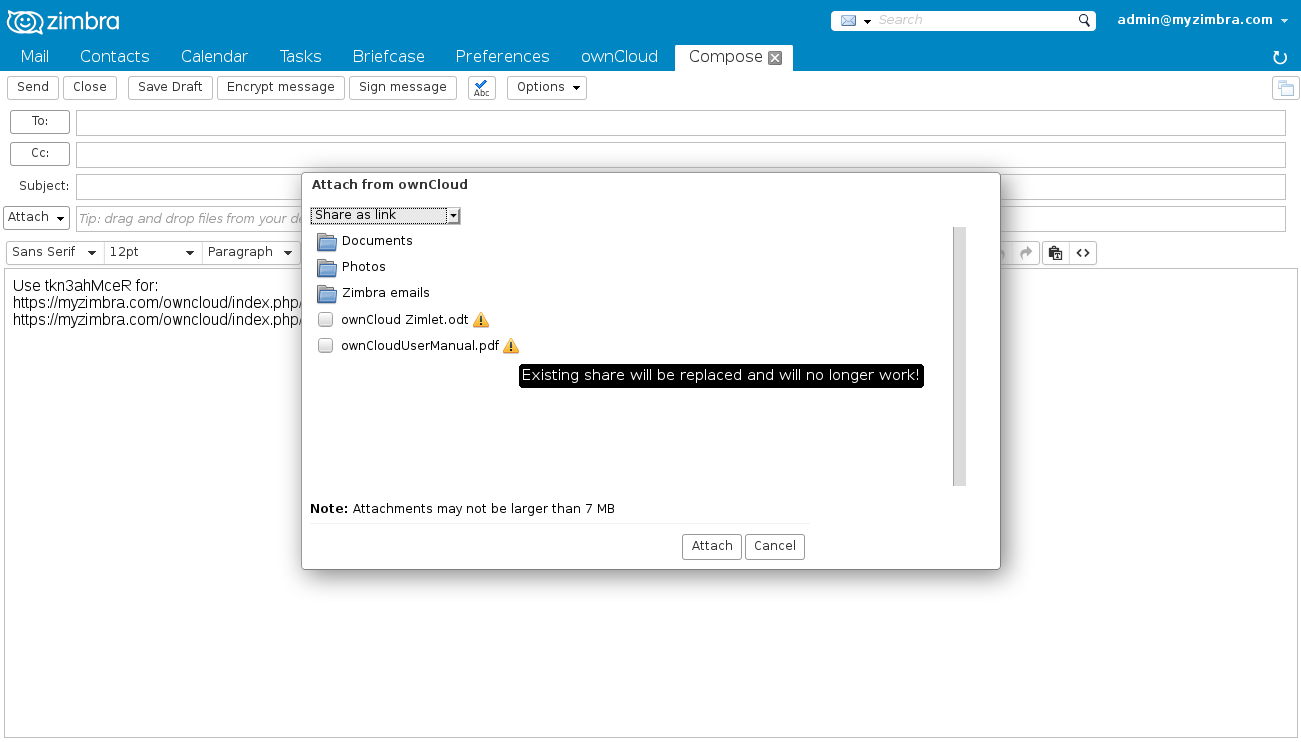 zimbra
Search
admin@myzimbra.com
Mail Contacts Calendar Tasks Briefcase Preferences ownCloud Compose
Send Close Save Draft Encrypt message Sign message Abc Options
To:
Cc:
Subject:
Attach Tip: drag and drop files from your
Sans Serif 12pt Paragraph
Use tkn3ahMceR for:
https://myzimbra.com/owncloud/index.php/
https://myzimbra.com/owncloud/index.php/
Attach from ownCloud
Share as link
Documents
Photos
Zimbra emails
ownCloud Zimlet.odt
ownCloudUserManual.pdf
Existing share will be replaced and will no longer work!
Note: Attachments may not be larger than 7 MB
Attach Cancel